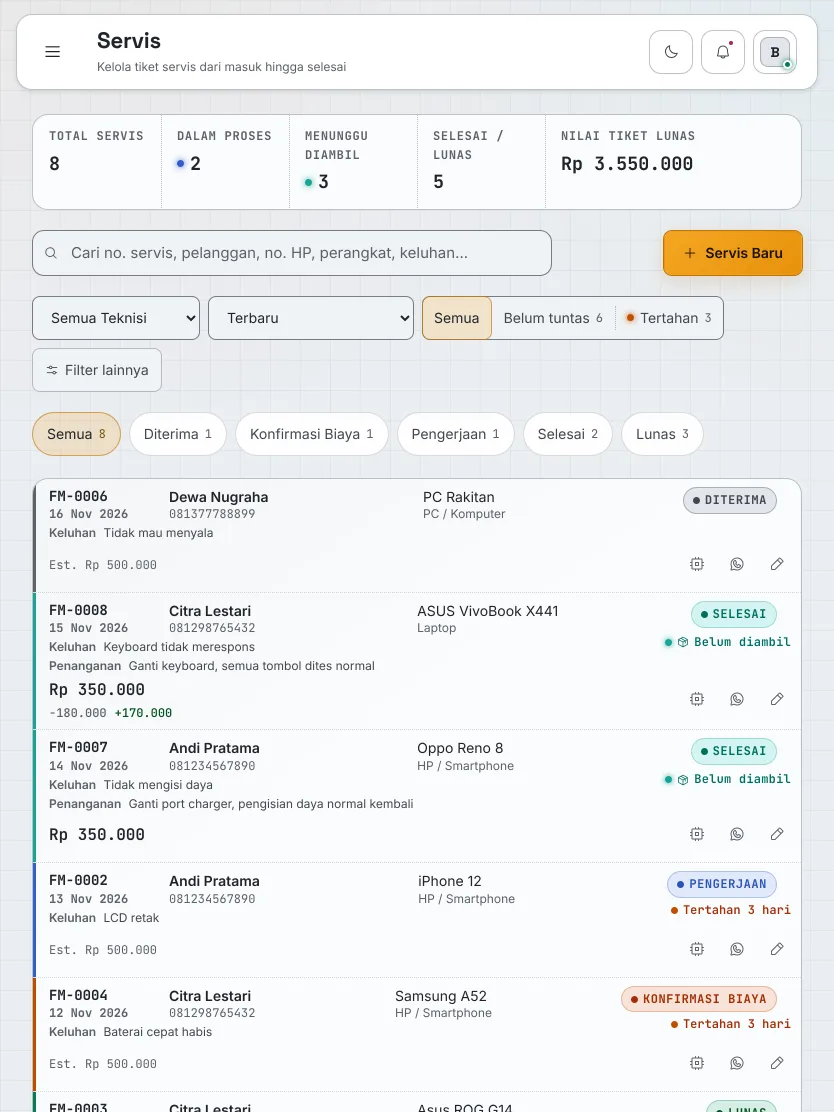 Servis
Kelola tiket servis dari masuk hingga selesai
B
TOTAL SERVIS
8
DALAM PROSES
2
MENUNGGU
DIAMBIL
3
SELESAI /
LUNAS
5
NILAI TIKET LUNAS
Rp 3.550.000
Cari no. servis, pelanggan, no. HP, perangkat, keluhan...
+ Servis Baru
Semua Teknisi
Terbaru
Semua
Belum tuntas 6
Tertahan 3
Filter lainnya
Semua 8
Diterima 1
Konfirmasi Biaya 1
Pengerjaan 1
Selesai 2
Lunas 3
FM-0006 Dewa Nugraha PC Rakitan DITERIMA
16 Nov 2026 081377788899 PC / Komputer
Keluhan Tidak mau menyala
Est. Rp 500.000
FM-0008 Citra Lestari ASUS VivoBook X441 SELESAI
15 Nov 2026 081298765432 Laptop Belum diambil
Keluhan Keyboard tidak merespons
Penanganan Ganti keyboard, semua tombol dites normal
Rp 350.000
-180.000 +170.000
FM-0007 Andi Pratama Oppo Reno 8 SELESAI
14 Nov 2026 081234567890 HP / Smartphone Belum diambil
Keluhan Tidak mengisi daya
Penanganan Ganti port charger, pengisian daya normal kembali
Rp 350.000
FM-0002 Andi Pratama iPhone 12 PENGERJAAN
13 Nov 2026 081234567890 HP / Smartphone Tertahan 3 hari
Keluhan LCD retak
Est. Rp 500.000
FM-0004 Citra Lestari Samsung A52 KONFIRMASI BIAYA
12 Nov 2026 081298765432 HP / Smartphone Tertahan 3 hari
Keluhan Baterai cepat habis
Est. Rp 500.000
FM-0003 Citra Lestari Asus ROG G14 LUNAS